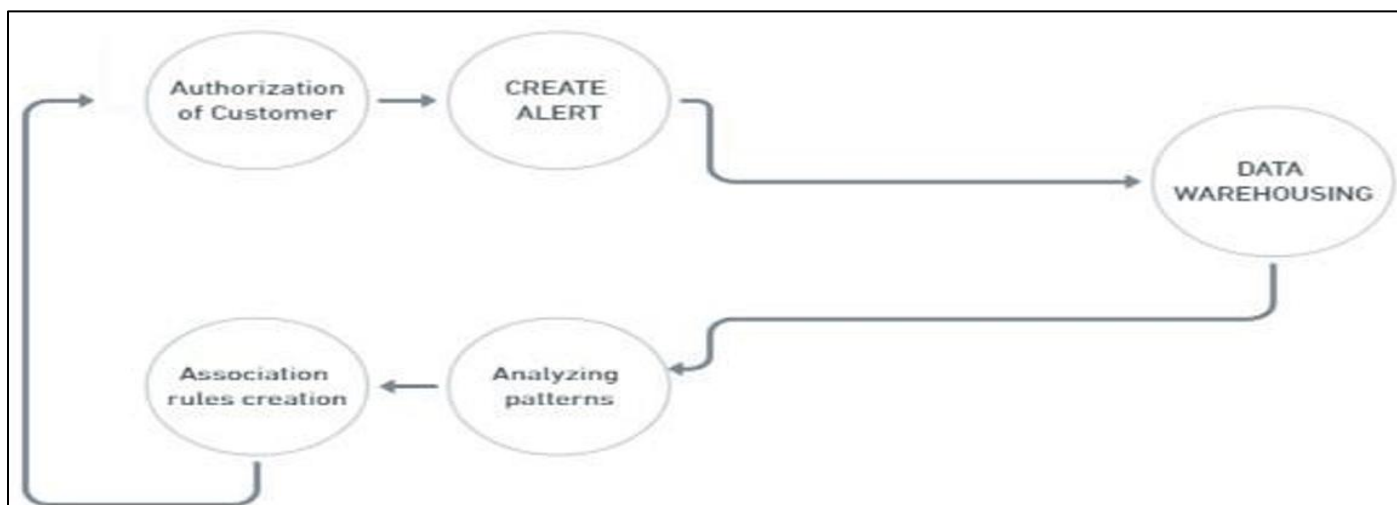 Authorization
of Customer
CREATE
ALERT
DATA
WAREHOUSING
Association
rules creation
Analyzing
patterns